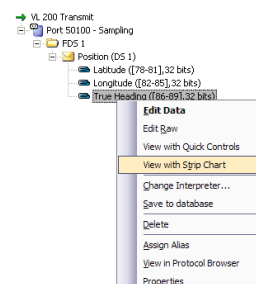 VL 200 Transmit
Port 50100 - Sampling
FDS 1
Position (DS 1)
Latitude ([78-81],32 bits)
Longitude ([82-85],32 bits)
True Heading ([86-89],32 bits)
Edit Data
Edit Raw
View with Quick Controls
View with Strip Chart
Change Interpreter...
Save to database
Delete
Assign Alias
View in Protocol Browser
Properties